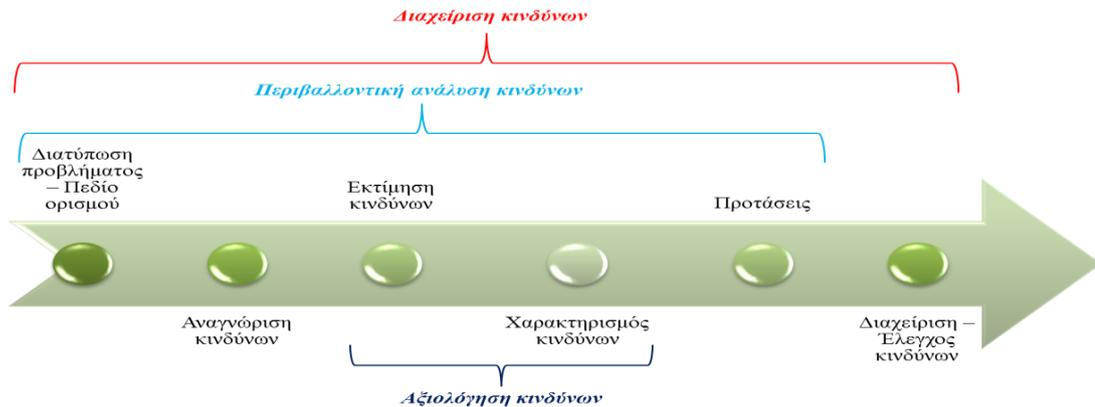 Διαχείριση κινδύνων
Περιβαλλοντική ανάλυση κινδύνων
Διατύπωση
προβλήματος
– Πεδίο
ορισμού
Εκτίμηση
κινδύνων
Προτάσεις
Αναγνώριση
κινδύνων
Χαρακτηρισμός
κινδύνων
Διαχείριση –
Έλεγχος
κινδύνων
Αξιολόγηση κινδύνων